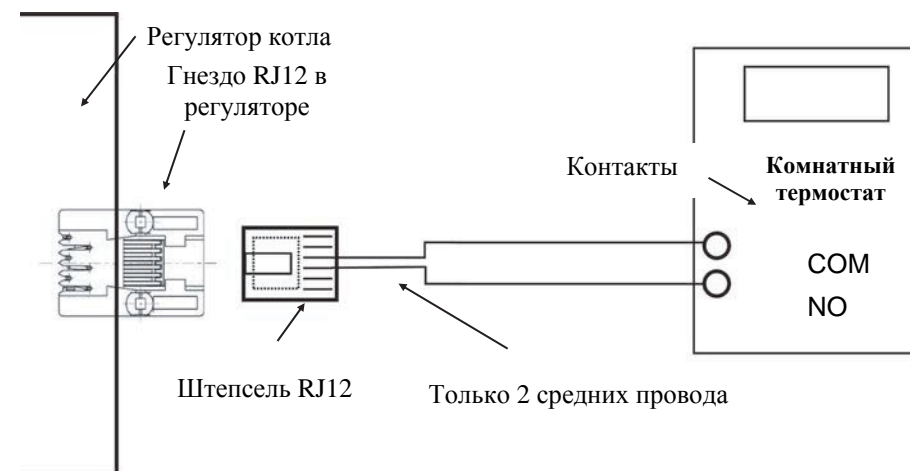 Регулятор котла
Гнездо RJ12 в
регуляторе
Контакты
Комнатный
термостат
COM
NO
Штепсель RJ12
Только 2 средних провода